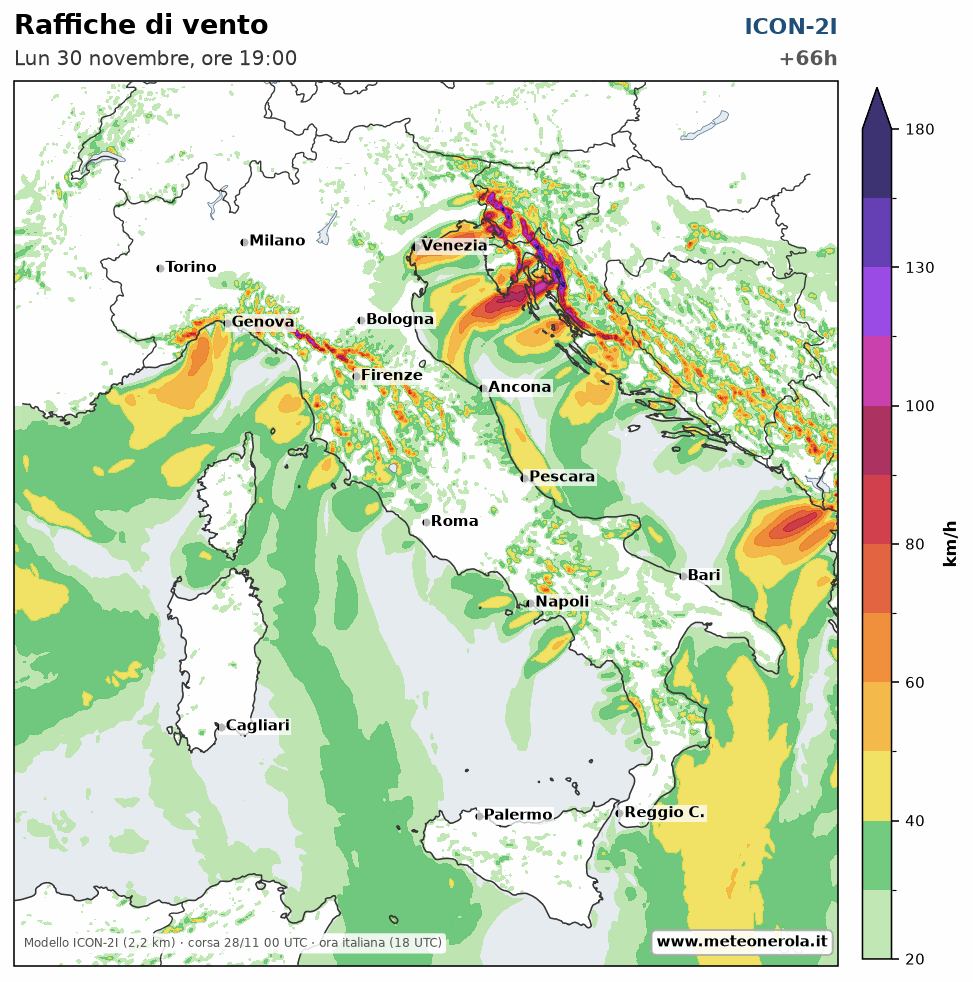 Raffiche di vento
ICON-2I
Lun 30 novembre, ore 19:00
+66h
180
130
100
80
60
40
20
km/h
Milano
Venezia
Torino
Genova
Bologna
Firenze
Ancona
Pescara
Roma
Bari
Napoli
Cagliari
Palermo
Reggio C.
Modello ICON-2I (2,2 km) · corsa 28/11 00 UTC · ora italiana (18 UTC)
www.meteonerola.it